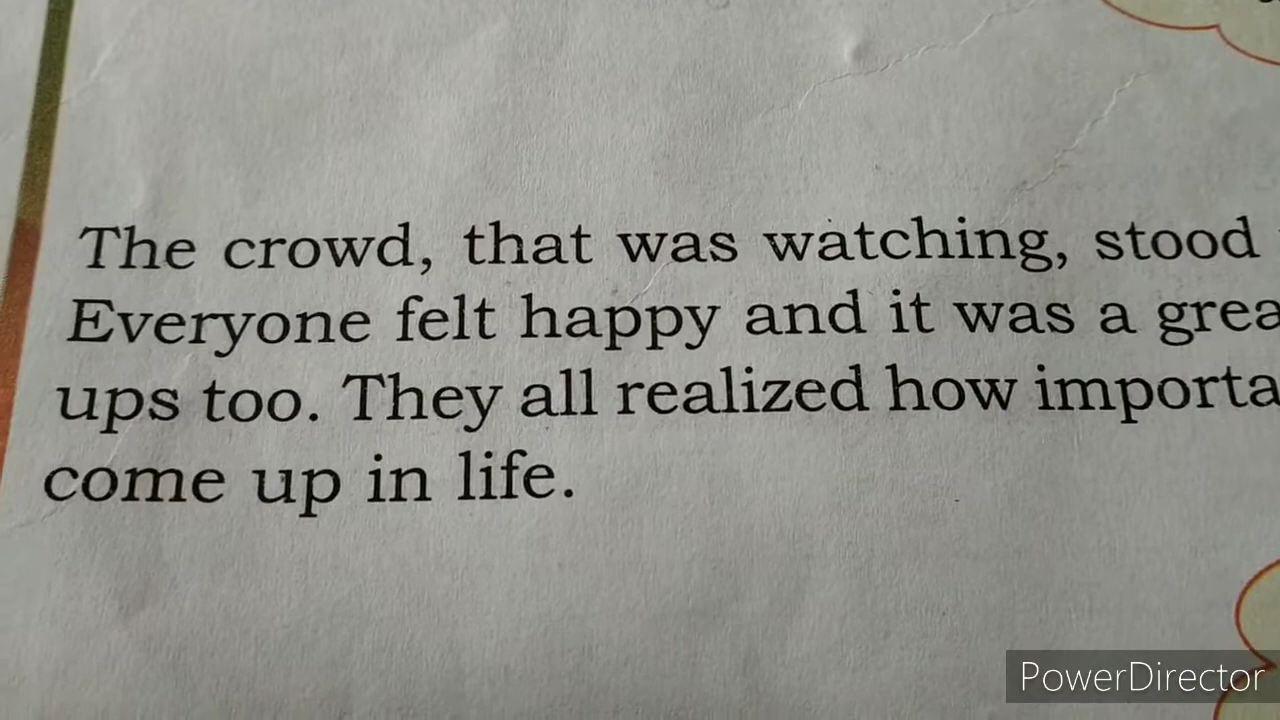 The crowd, that was watching, stood
Everyone felt happy and it was a grea
ups too. They all realized how importa
come up in life.
PowerDirector